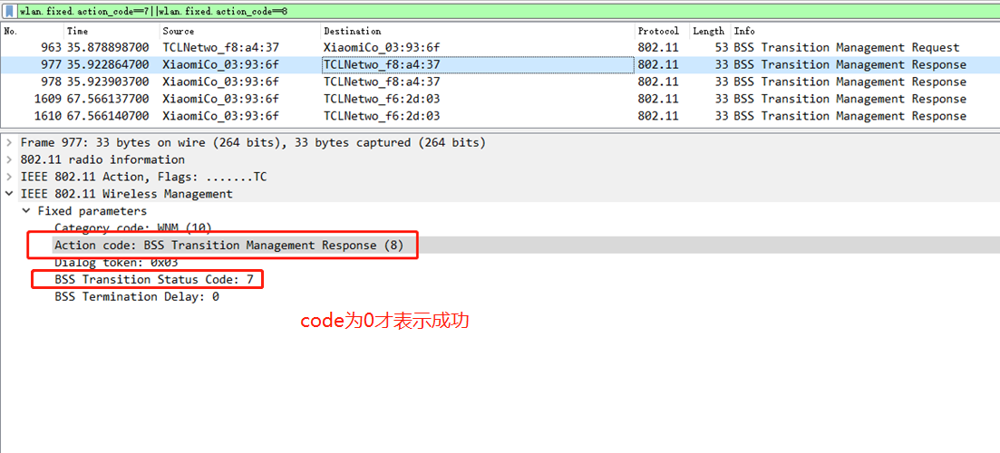 wlan.fixed.action_code==7||wlan.fixed.action_code==8
No. Time Source Destination Protocol Length Info
963 35.878898700 TCLNetwo_f8:a4:37 XiaomiCo_03:93:6f 802.11 53 BSS Transition Management Request
977 35.922864700 XiaomiCo_03:93:6f TCLNetwo_f8:a4:37 802.11 33 BSS Transition Management Response
978 35.923903700 XiaomiCo_03:93:6f TCLNetwo_f8:a4:37 802.11 33 BSS Transition Management Response
1609 67.566137700 XiaomiCo_03:93:6f TCLNetwo_f6:2d:03 802.11 33 BSS Transition Management Response
1610 67.566140700 XiaomiCo_03:93:6f TCLNetwo_f6:2d:03 802.11 33 BSS Transition Management Response
Frame 977: 33 bytes on wire (264 bits), 33 bytes captured (264 bits)
802.11 radio information
IEEE 802.11 Action, Flags: .......TC
IEEE 802.11 Wireless Management
Fixed parameters
Category code: WNM (10)
Action code: BSS Transition Management Response (8)
Dialog token: 0x03
BSS Transition Status Code: 7
BSS Termination Delay: 0
code为0才表示成功